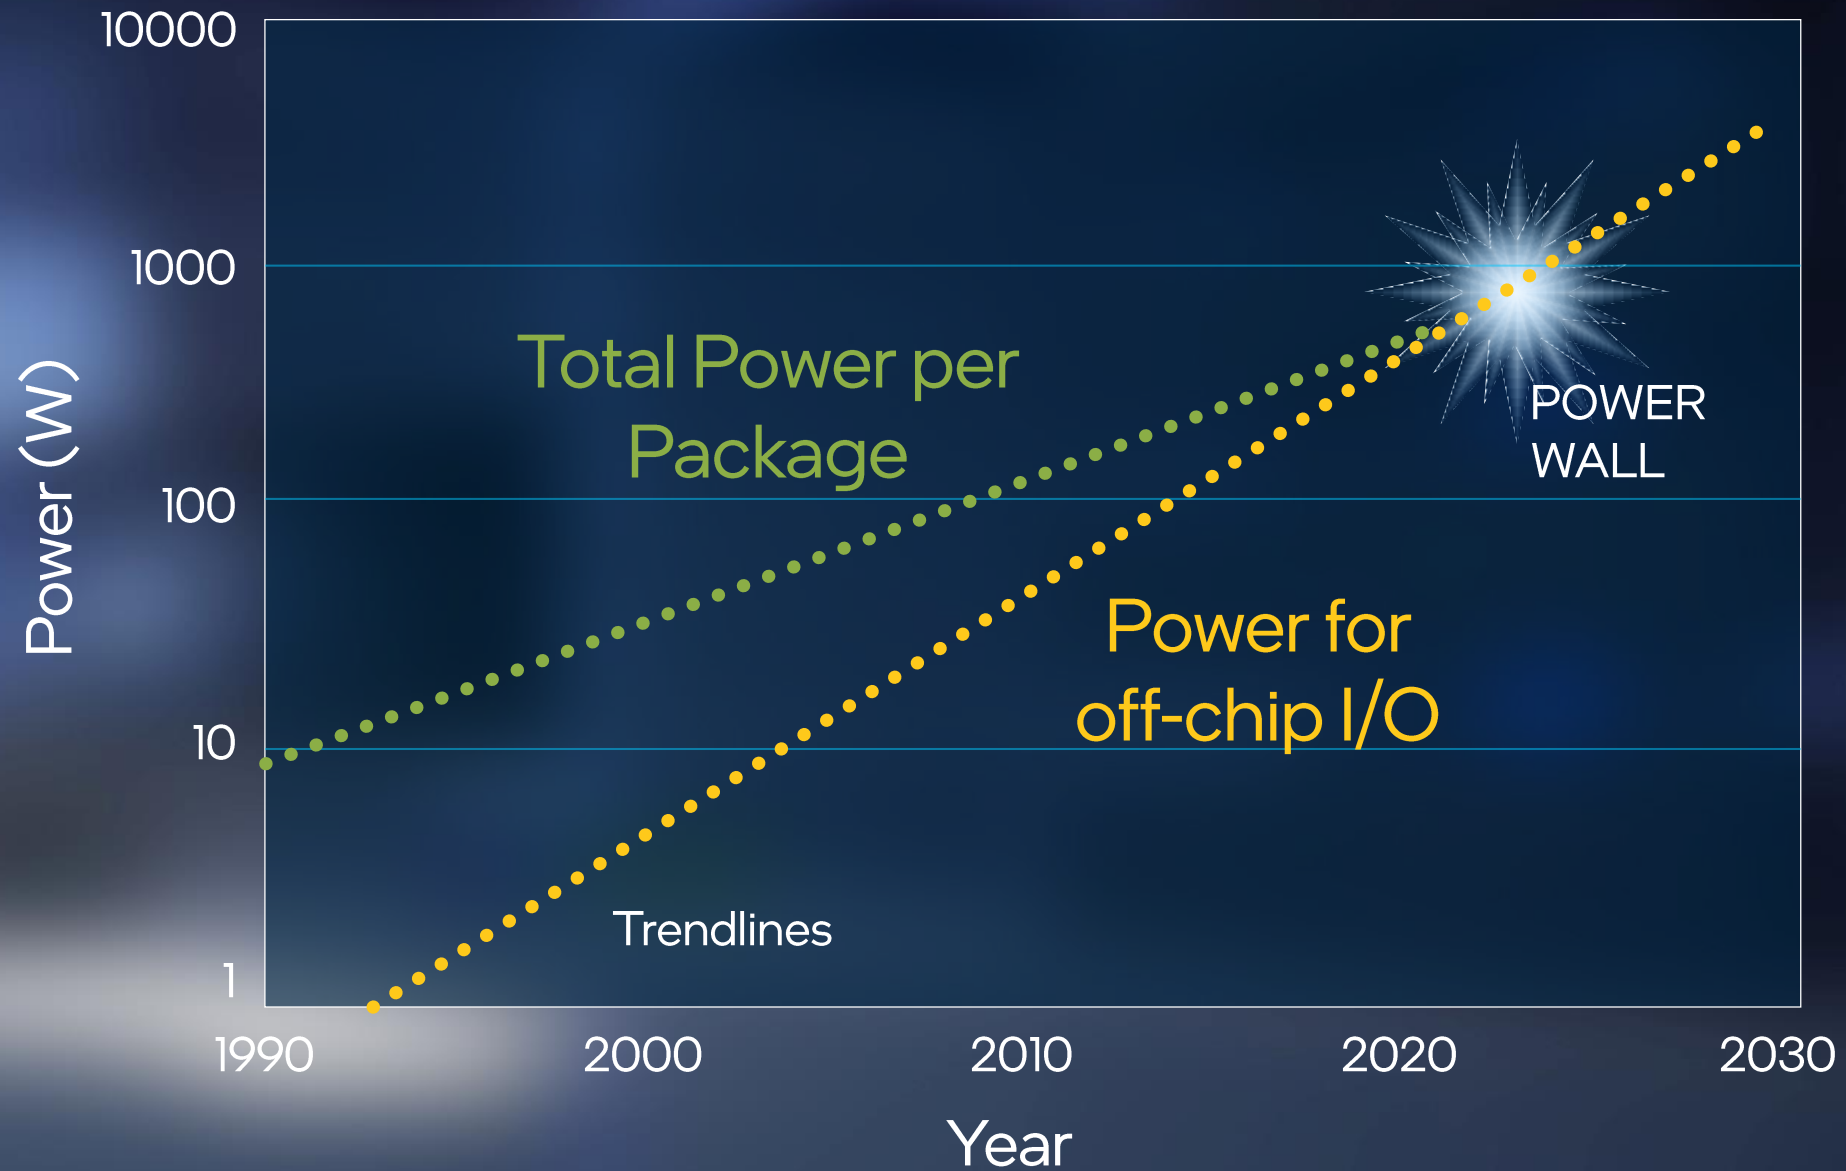 10000
1000
100
10
1
Power (W)
Total Power per
Package
POWER
WALL
Power for
off-chip I/O
Trendlines
1990
2000
2010
2020
2030
Year